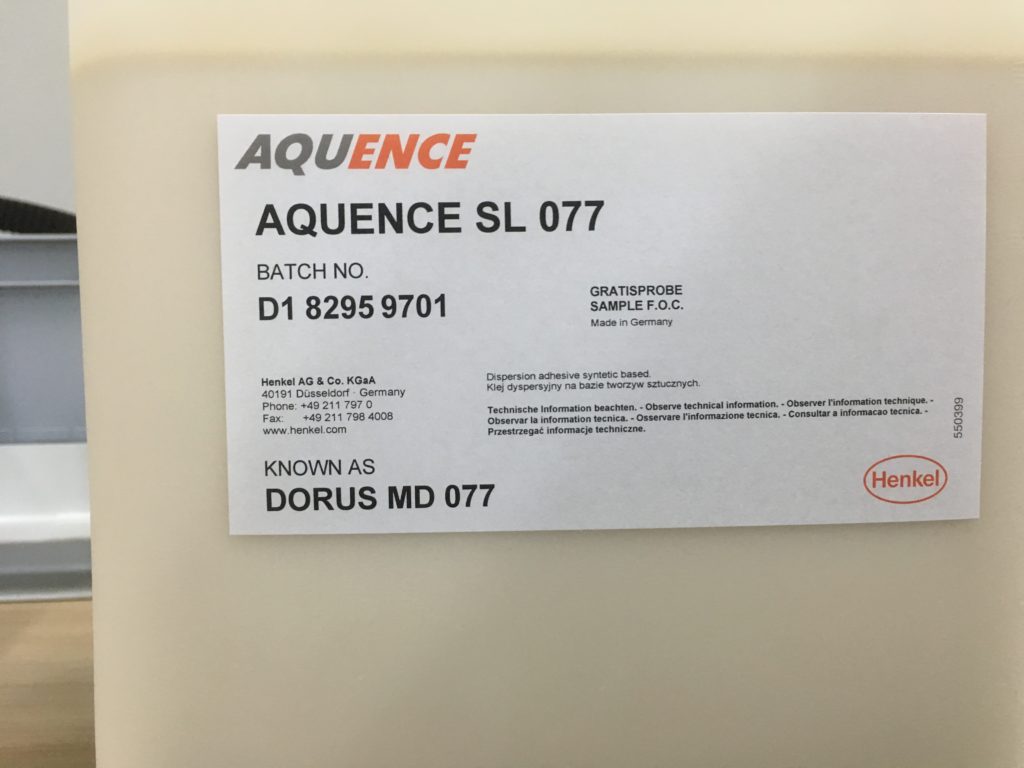 AQUENCE
AQUENCE SL 077
BATCH NO.
D1 8295 9701
GRATISPROBE
SAMPLE F.O.C.
Made in Germany
Henkel AG & Co. KGaA
40191 Düsseldorf · Germany
Phone: +49 211 797 0
Fax: +49 211 798 4008
www.henkel.com
Dispersion adhesive syntetic based.
Klej dyspersyjny na bazie tworzyw sztucznych.
Technische Information beachten. - Observe technical information. - Observer l'information technique. -
Observar la information tecnica. - Osservare l'informazione tecnica. - Consultar a informacao tecnica. -
Przestrzegać informacje techniczne.
550399
KNOWN AS
DORUS MD 077
Henkel